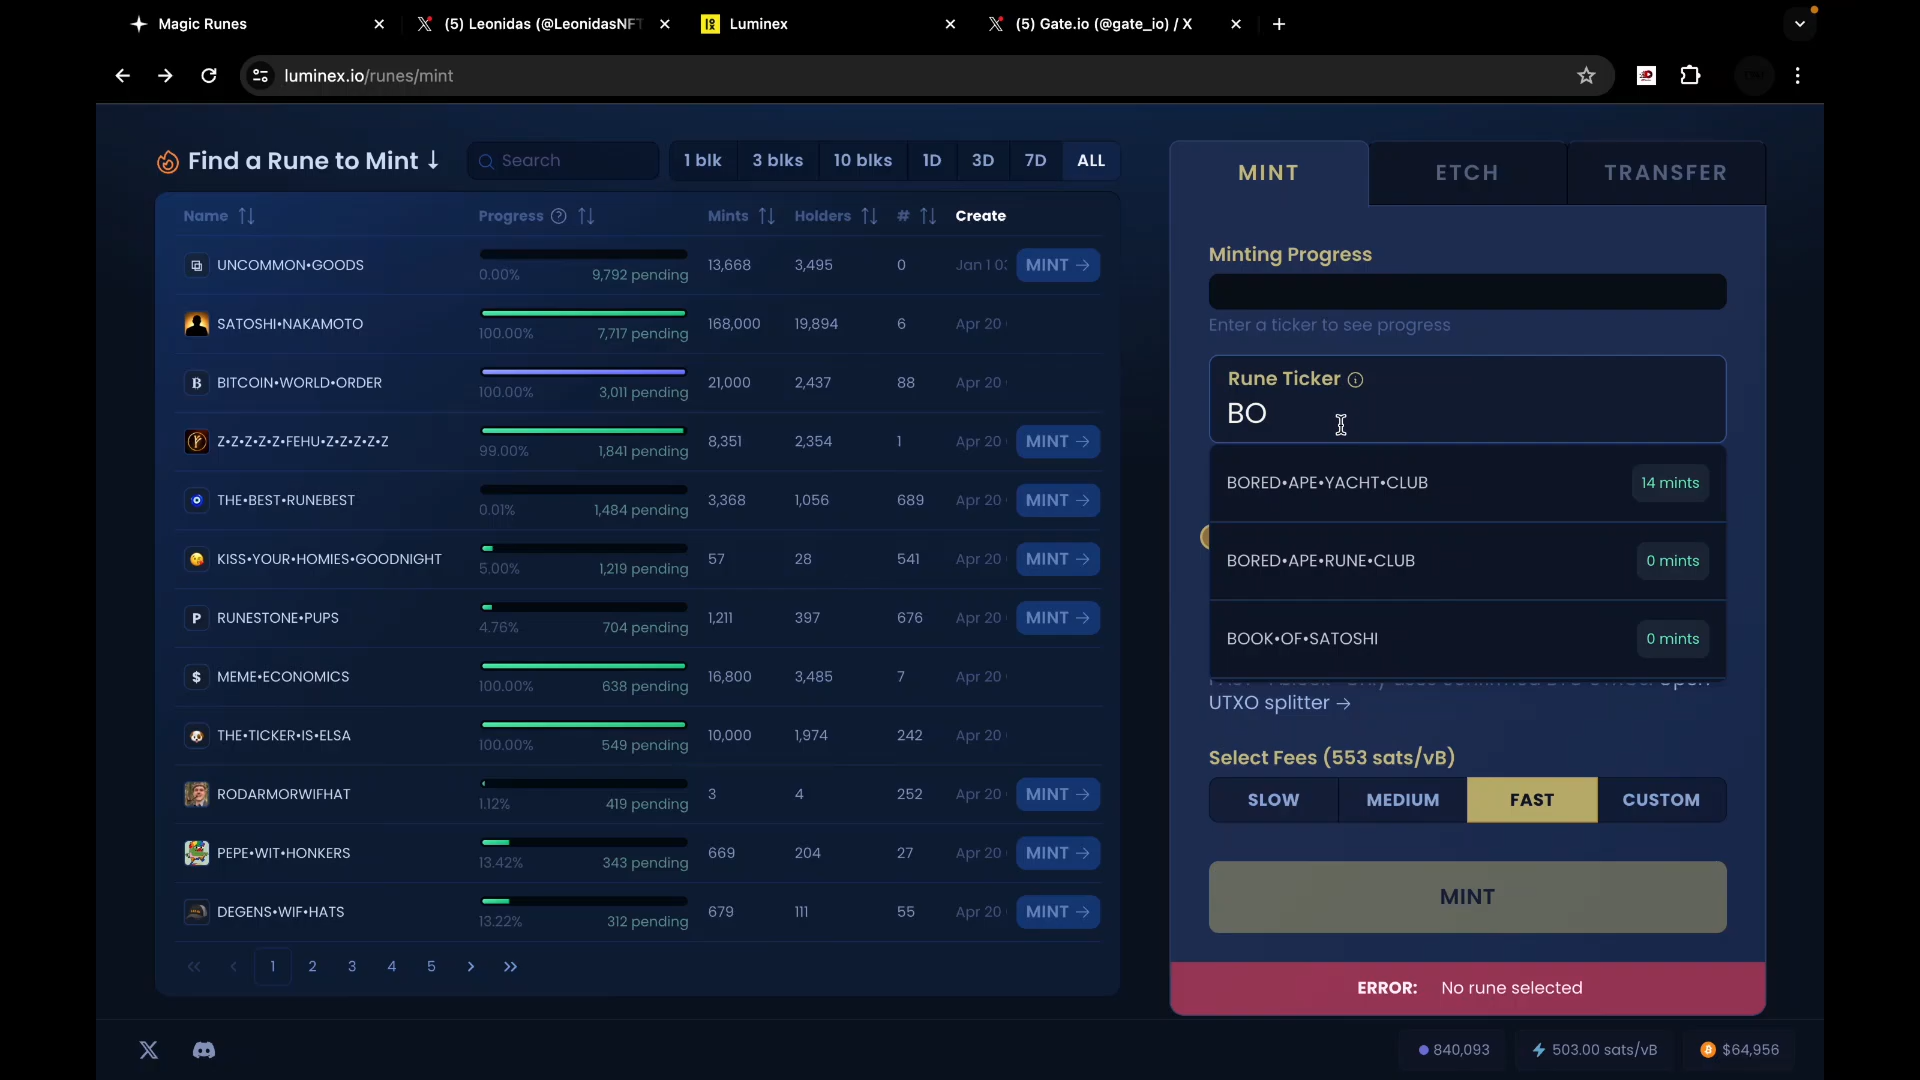 Magic Runes
(5) Leonidas (@LeonidasNFT
Luminex
(5) Gate.io (@gate_io) / X
luminex.io/runes/mint
Find a Rune to Mint ↓
Search
1 blk
3 blks
10 blks
1D
3D
7D
ALL
Name
Progress
Mints
Holders
#
Create
UNCOMMON•GOODS
0.00%
9,792 pending
13,668
3,495
0
Jan 1 03
MINT →
SATOSHI•NAKAMOTO
100.00%
7,717 pending
168,000
19,894
6
Apr 20
BITCOIN•WORLD•ORDER
100.00%
3,011 pending
21,000
2,437
88
Apr 20
Z•Z•Z•Z•Z•FEHU•Z•Z•Z•Z•Z
99.00%
1,841 pending
8,351
2,354
1
Apr 20
MINT →
THE•BEST•RUNEBEST
0.01%
1,484 pending
3,368
1,056
689
Apr 20
MINT →
KISS•YOUR•HOMIES•GOODNIGHT
5.00%
1,219 pending
57
28
541
Apr 20
MINT →
RUNESTONE•PUPS
4.76%
704 pending
1,211
397
676
Apr 20
MINT →
MEME•ECONOMICS
100.00%
638 pending
16,800
3,485
7
Apr 20
THE•TICKER•IS•ELSA
100.00%
549 pending
10,000
1,974
242
Apr 20
RODARMORWIFHAT
1.12%
419 pending
3
4
252
Apr 20
MINT →
PEPE•WIT•HONKERS
13.42%
343 pending
669
204
27
Apr 20
MINT →
DEGENS•WIF•HATS
13.22%
312 pending
679
111
55
Apr 20
MINT →
1
2
3
4
5
MINT
ETCH
TRANSFER
Minting Progress
Enter a ticker to see progress
Rune Ticker
BO
BORED•APE•YACHT•CLUB
14 mints
BORED•APE•RUNE•CLUB
0 mints
BOOK•OF•SATOSHI
0 mints
UTXO splitter →
Select Fees (553 sats/vB)
SLOW
MEDIUM
FAST
CUSTOM
MINT
ERROR: No rune selected
840,093
503.00 sats/vB
$64,956